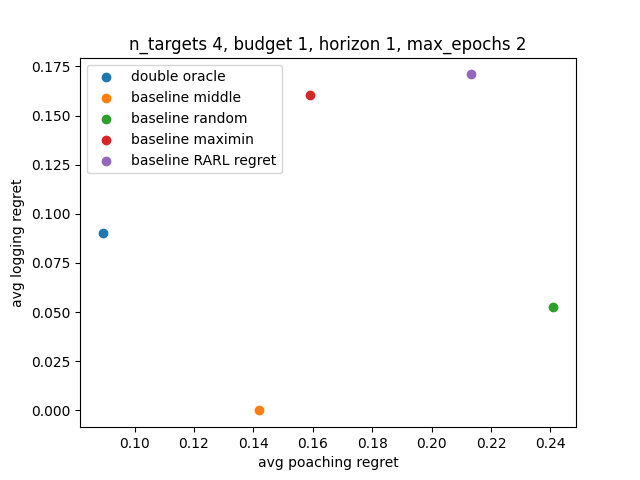 n_targets 4, budget 1, horizon 1, max_epochs 2
double oracle
baseline middle
baseline random
baseline maximin
baseline RARL regret
avg logging regret
0.175
0.150
0.125
0.100
0.075
0.050
0.025
0.000
0.10 0.12 0.14 0.16 0.18 0.20 0.22 0.24
avg poaching regret